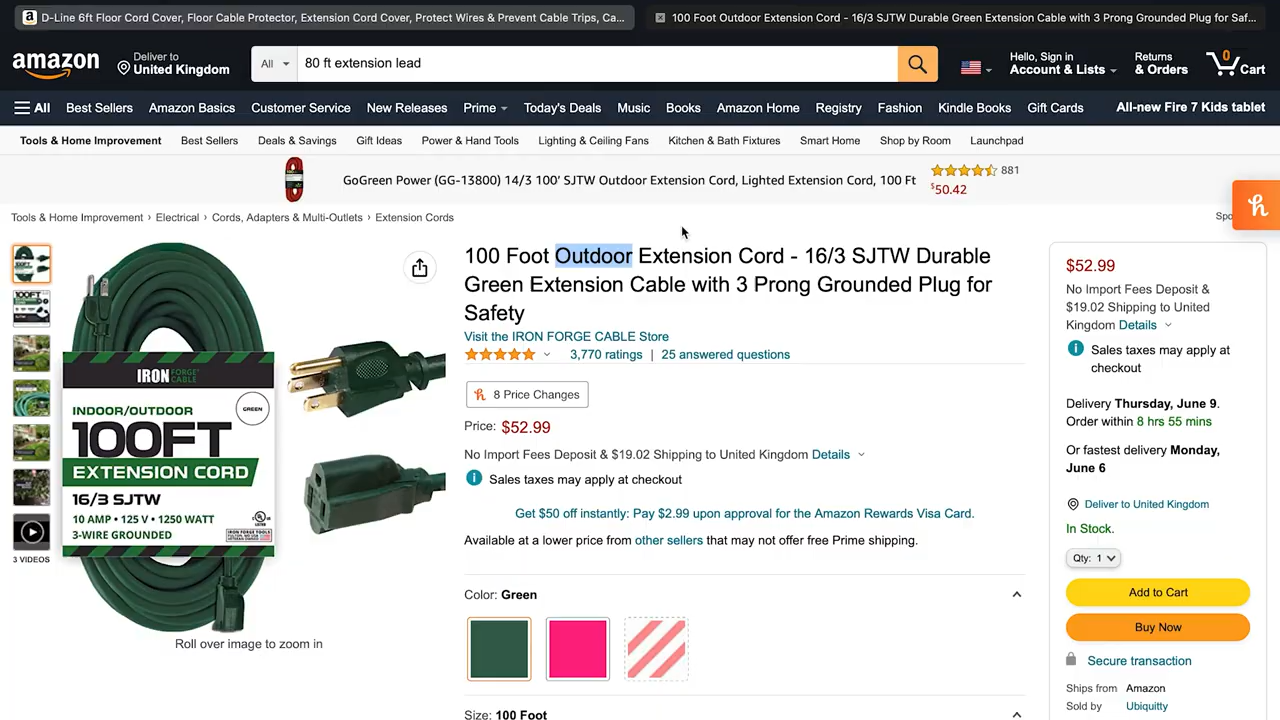 D-Line 6ft Floor Cord Cover, Floor Cable Protector, Extension Cord Cover, Protect Wires & Prevent Cable Trips, Ca...
100 Foot Outdoor Extension Cord - 16/3 SJTW Durable Green Extension Cable with 3 Prong Grounded Plug for Saf...
amazon
Deliver to
United Kingdom
All
80 ft extension lead
Hello, Sign in
Account & Lists
Returns
& Orders
0
Cart
All
Best Sellers
Amazon Basics
Customer Service
New Releases
Prime
Today's Deals
Music
Books
Amazon Home
Registry
Fashion
Kindle Books
Gift Cards
All-new Fire 7 Kids tablet
Tools & Home Improvement
Best Sellers
Deals & Savings
Gift Ideas
Power & Hand Tools
Lighting & Ceiling Fans
Kitchen & Bath Fixtures
Smart Home
Shop by Room
Launchpad
GoGreen Power (GG-13800) 14/3 100' SJTW Outdoor Extension Cord, Lighted Extension Cord, 100 Ft
881
$50.42
Tools & Home Improvement › Electrical › Cords, Adapters & Multi-Outlets › Extension Cords
Spo
100 Foot Outdoor Extension Cord - 16/3 SJTW Durable
Green Extension Cable with 3 Prong Grounded Plug for
Safety
Visit the IRON FORGE CABLE Store
3,770 ratings | 25 answered questions
8 Price Changes
Price: $52.99
No Import Fees Deposit & $19.02 Shipping to United Kingdom Details
Sales taxes may apply at checkout
Get $50 off instantly: Pay $2.99 upon approval for the Amazon Rewards Visa Card.
Available at a lower price from other sellers that may not offer free Prime shipping.
Color: Green
Size: 100 Foot
IRON FORGE CABLE
INDOOR/OUTDOOR
GREEN
100FT
EXTENSION CORD
16/3 SJTW
10 AMP • 125 V • 1250 WATT
3-WIRE GROUNDED
3 VIDEOS
Roll over image to zoom in
$52.99
No Import Fees Deposit &
$19.02 Shipping to United
Kingdom Details
Sales taxes may apply at
checkout
Delivery Thursday, June 9.
Order within 8 hrs 55 mins
Or fastest delivery Monday,
June 6
Deliver to United Kingdom
In Stock.
Qty: 1
Add to Cart
Buy Now
Secure transaction
Ships from Amazon
Sold by Ubiquitty